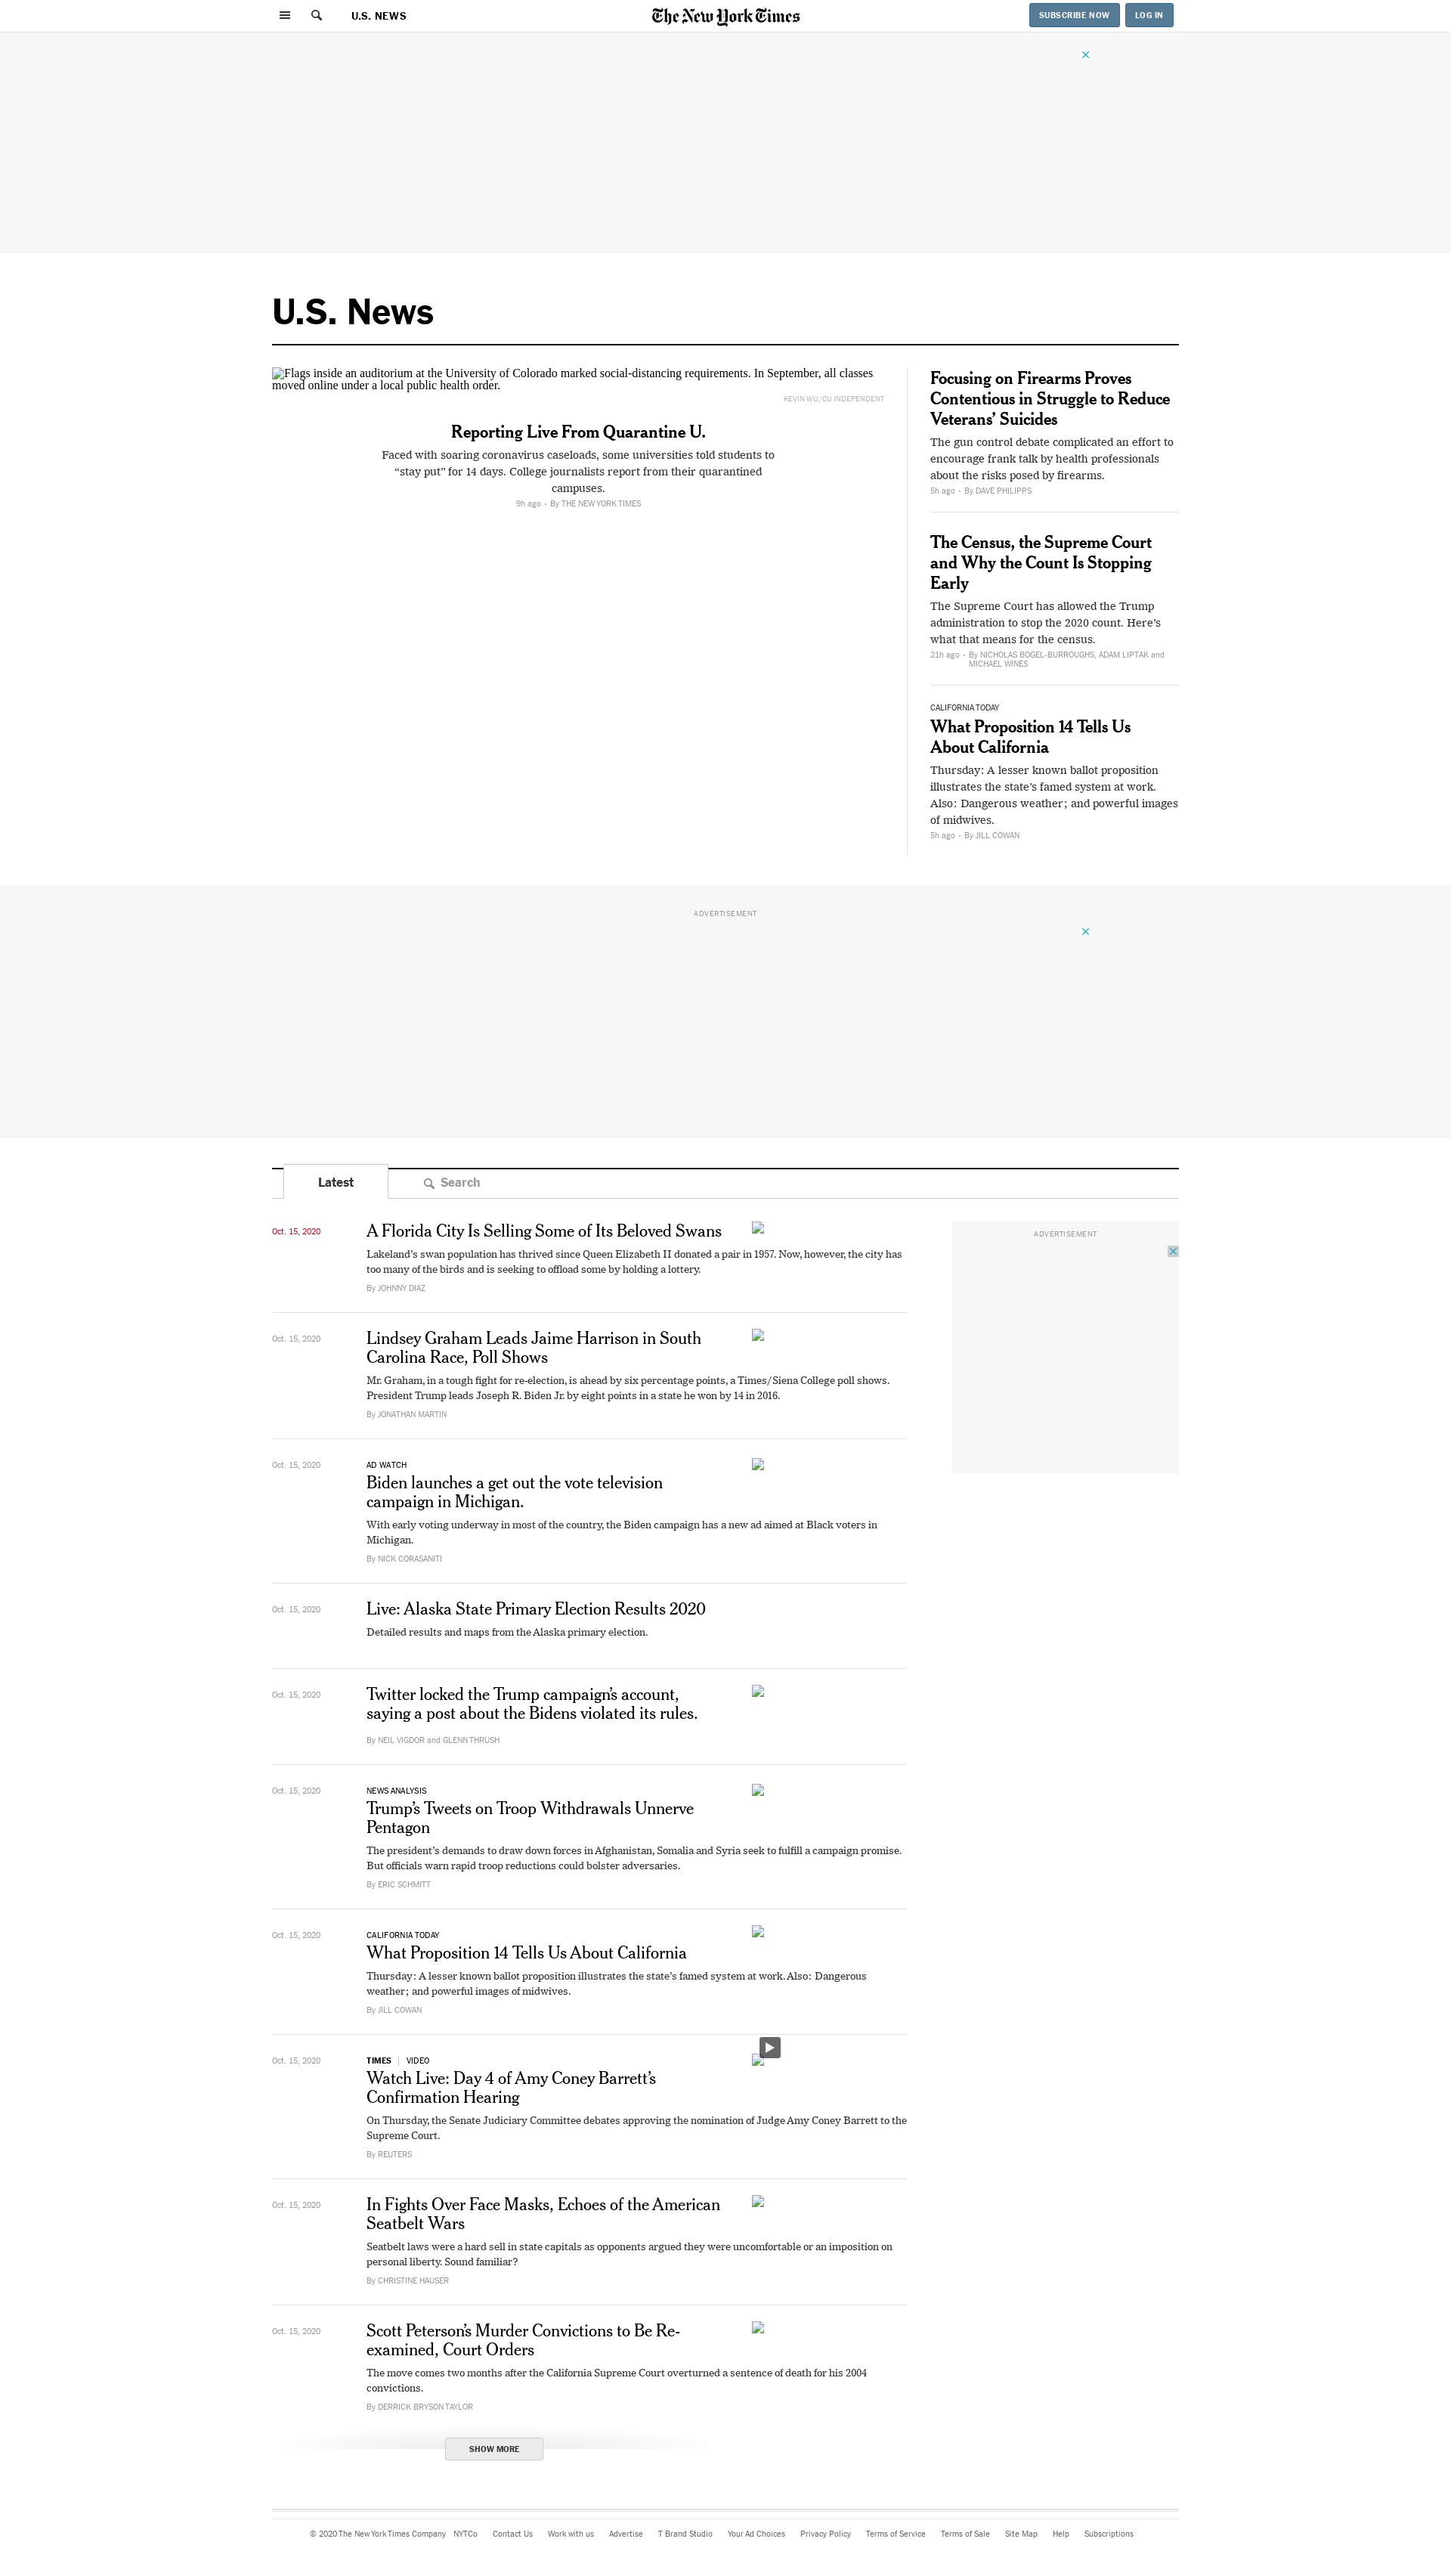 U.S. NEWS
The New York Times
SUBSCRIBE NOW
LOG IN
U.S. News
Flags inside an auditorium at the University of Colorado marked social-distancing requirements. In September, all classes
moved online under a local public health order.
KEVIN WU/CU INDEPENDENT
Reporting Live From Quarantine U.
Faced with soaring coronavirus caseloads, some universities told students to
“stay put” for 14 days. College journalists report from their quarantined
campuses.
9h ago • By THE NEW YORK TIMES
Focusing on Firearms Proves
Contentious in Struggle to Reduce
Veterans’ Suicides
The gun control debate complicated an effort to
encourage frank talk by health professionals
about the risks posed by firearms.
5h ago • By DAVE PHILIPPS
The Census, the Supreme Court
and Why the Count Is Stopping
Early
The Supreme Court has allowed the Trump
administration to stop the 2020 count. Here’s
what that means for the census.
21h ago • By NICHOLAS BOGEL-BURROUGHS, ADAM LIPTAK and
MICHAEL WINES
CALIFORNIA TODAY
What Proposition 14 Tells Us
About California
Thursday: A lesser known ballot proposition
illustrates the state’s famed system at work.
Also: Dangerous weather; and powerful images
of midwives.
5h ago • By JILL COWAN
ADVERTISEMENT
Latest
Search
Oct. 15, 2020
A Florida City Is Selling Some of Its Beloved Swans
Lakeland’s swan population has thrived since Queen Elizabeth II donated a pair in 1957. Now, however, the city has
too many of the birds and is seeking to offload some by holding a lottery.
By JOHNNY DIAZ
ADVERTISEMENT
Oct. 15, 2020
Lindsey Graham Leads Jaime Harrison in South
Carolina Race, Poll Shows
Mr. Graham, in a tough fight for re-election, is ahead by six percentage points, a Times/Siena College poll shows.
President Trump leads Joseph R. Biden Jr. by eight points in a state he won by 14 in 2016.
By JONATHAN MARTIN
Oct. 15, 2020
AD WATCH
Biden launches a get out the vote television
campaign in Michigan.
With early voting underway in most of the country, the Biden campaign has a new ad aimed at Black voters in
Michigan.
By NICK CORASANITI
Oct. 15, 2020
Live: Alaska State Primary Election Results 2020
Detailed results and maps from the Alaska primary election.
Oct. 15, 2020
Twitter locked the Trump campaign’s account,
saying a post about the Bidens violated its rules.
By NEIL VIGDOR and GLENN THRUSH
Oct. 15, 2020
NEWS ANALYSIS
Trump’s Tweets on Troop Withdrawals Unnerve
Pentagon
The president’s demands to draw down forces in Afghanistan, Somalia and Syria seek to fulfill a campaign promise.
But officials warn rapid troop reductions could bolster adversaries.
By ERIC SCHMITT
Oct. 15, 2020
CALIFORNIA TODAY
What Proposition 14 Tells Us About California
Thursday: A lesser known ballot proposition illustrates the state’s famed system at work. Also: Dangerous
weather; and powerful images of midwives.
By JILL COWAN
Oct. 15, 2020
TIMES | VIDEO
Watch Live: Day 4 of Amy Coney Barrett’s
Confirmation Hearing
On Thursday, the Senate Judiciary Committee debates approving the nomination of Judge Amy Coney Barrett to the
Supreme Court.
By REUTERS
Oct. 15, 2020
In Fights Over Face Masks, Echoes of the American
Seatbelt Wars
Seatbelt laws were a hard sell in state capitals as opponents argued they were uncomfortable or an imposition on
personal liberty. Sound familiar?
By CHRISTINE HAUSER
Oct. 15, 2020
Scott Peterson’s Murder Convictions to Be Re-
examined, Court Orders
The move comes two months after the California Supreme Court overturned a sentence of death for his 2004
convictions.
By DERRICK BRYSON TAYLOR
SHOW MORE
© 2020 The New York Times Company NYTCo Contact Us Work with us Advertise T Brand Studio Your Ad Choices Privacy Policy Terms of Service Terms of Sale Site Map Help Subscriptions